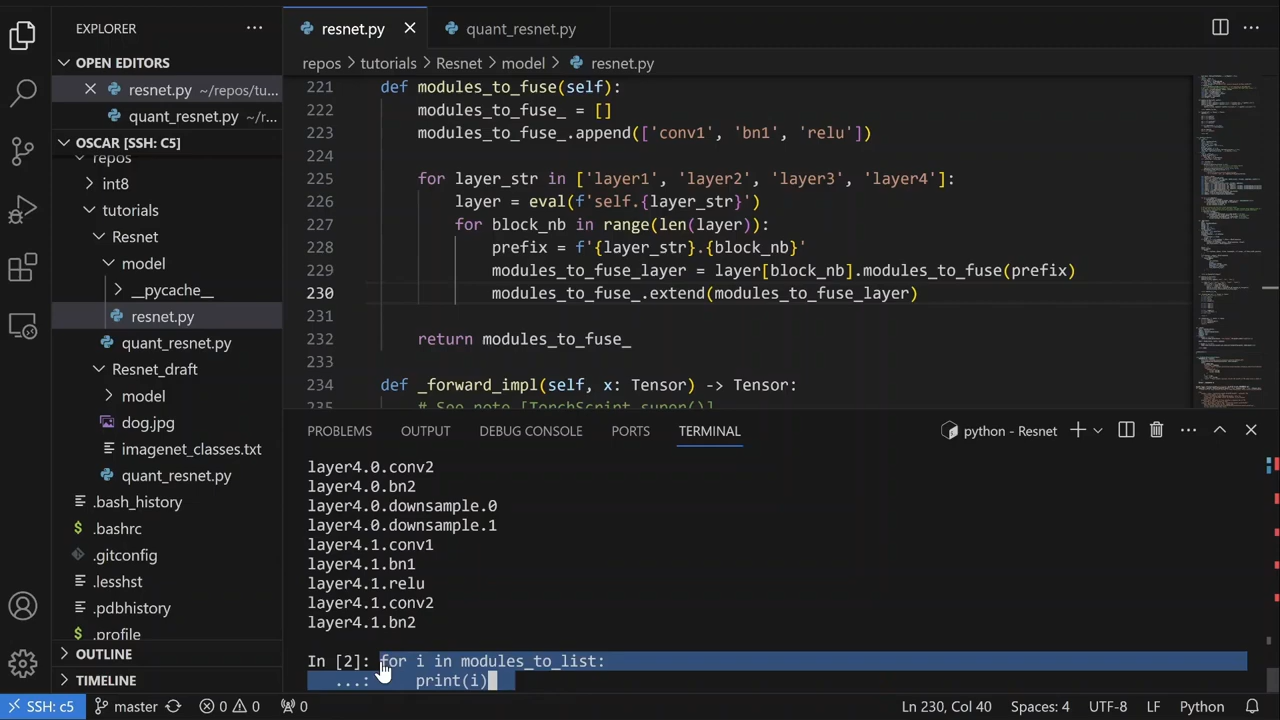 EXPLORER
resnet.py
quant_resnet.py
OPEN EDITORS
resnet.py ~/repos/tu...
quant_resnet.py ~/r...
OSCAR [SSH: C5]
repos
int8
tutorials
Resnet
model
__pycache__
resnet.py
quant_resnet.py
Resnet_draft
model
dog.jpg
imagenet_classes.txt
quant_resnet.py
.bash_history
.bashrc
.gitconfig
.lesshst
.pdbhistory
.profile
OUTLINE
TIMELINE
repos > tutorials > Resnet > model > resnet.py
221 def modules_to_fuse(self):
222 modules_to_fuse_ = []
223 modules_to_fuse_.append(['conv1', 'bn1', 'relu'])
224
225 for layer_str in ['layer1', 'layer2', 'layer3', 'layer4']:
226 layer = eval(f'self.{layer_str}')
227 for block_nb in range(len(layer)):
228 prefix = f'{layer_str}.{block_nb}'
229 modules_to_fuse_layer = layer[block_nb].modules_to_fuse(prefix)
230 modules_to_fuse_.extend(modules_to_fuse_layer)
231
232 return modules_to_fuse_
233
234 def _forward_impl(self, x: Tensor) -> Tensor:
235 # See note [TorchScript super()]
PROBLEMS OUTPUT DEBUG CONSOLE PORTS TERMINAL
python - Resnet
layer4.0.conv2
layer4.0.bn2
layer4.0.downsample.0
layer4.0.downsample.1
layer4.1.conv1
layer4.1.bn1
layer4.1.relu
layer4.1.conv2
layer4.1.bn2
In [2]: for i in modules_to_list:
...: print(i)
SSH: c5 master 0 0 0 Ln 230, Col 40 Spaces: 4 UTF-8 LF Python